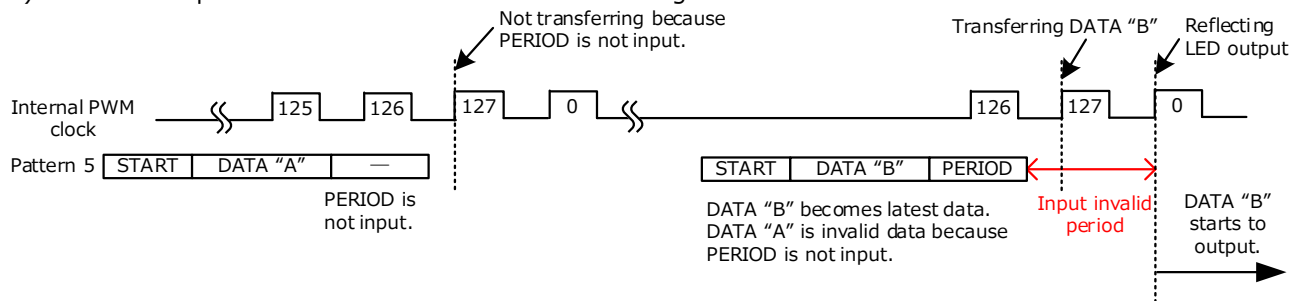 Not transferring because
PERIOD is not input.
Transferring DATA “B”
Reflecting
LED output
Internal PWM
clock
125
126
127
0
126
127
0
Pattern 5
START
DATA “A”
—
START
DATA “B”
PERIOD
PERIOD is
not input.
DATA “B” becomes latest data.
DATA “A” is invalid data because
PERIOD is not input.
Input invalid
period
DATA “B”
starts to
output.